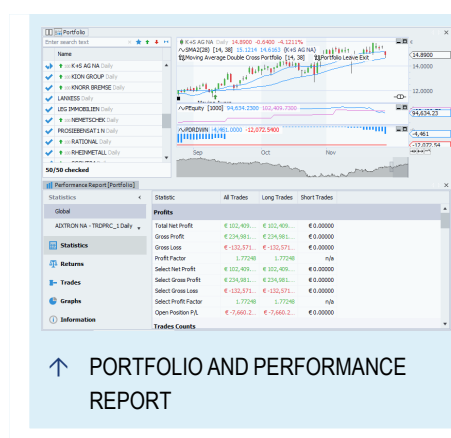 Portfolio
Enter search text
Name
K+S AG NA Daily
KION GROUP Daily
KNORR BREMSE Daily
LANXESS Daily
LEG IMMOBILIEN Daily
NEMETSCHEK Daily
PROSIEBENSAT1 N Daily
RATIONAL Daily
RHEINMETALL Daily
50/50 checked
K+S AG NA Daily 14.8900 -0.6400 -4.1211%
SMA2(28) [14, 38] 15.1214 14.6163 (K+S AG NA)
Moving Average Double Cross Portfolio [14, 38] Portfolio Leave Exit
14.8900
14.0000
12.0000
PEquity [1000] 94,634.2300 102,409.7300
94,634.23
PDRDWN -4,461.0000 -12,072.5400
-4,461
-12,072.54
Sep Oct Nov
Performance Report [Portfolio]
Statistics
Global
AIXTRON NA - TRDPRC_1 Daily
Statistics
Returns
Trades
Graphs
Information
Statistic All Trades Long Trades Short Trades
Profits
Total Net Profit € 102,409.... € 102,409... € 0.00000
Gross Profit € 234,981.... € 234,981... € 0.00000
Gross Loss € -132,571... € -132,571... € 0.00000
Profit Factor 1.77248 1.77248 n/a
Select Net Profit € 102,409.... € 102,409... € 0.00000
Select Gross Profit € 234,981.... € 234,981... € 0.00000
Select Gross Loss € -132,571... € -132,571... € 0.00000
Select Profit Factor 1.77248 1.77248 n/a
Open Position P/L € -7,660.2... € -7,660.2... € 0.00000
Trades Counts
PORTFOLIO AND PERFORMANCE
REPORT